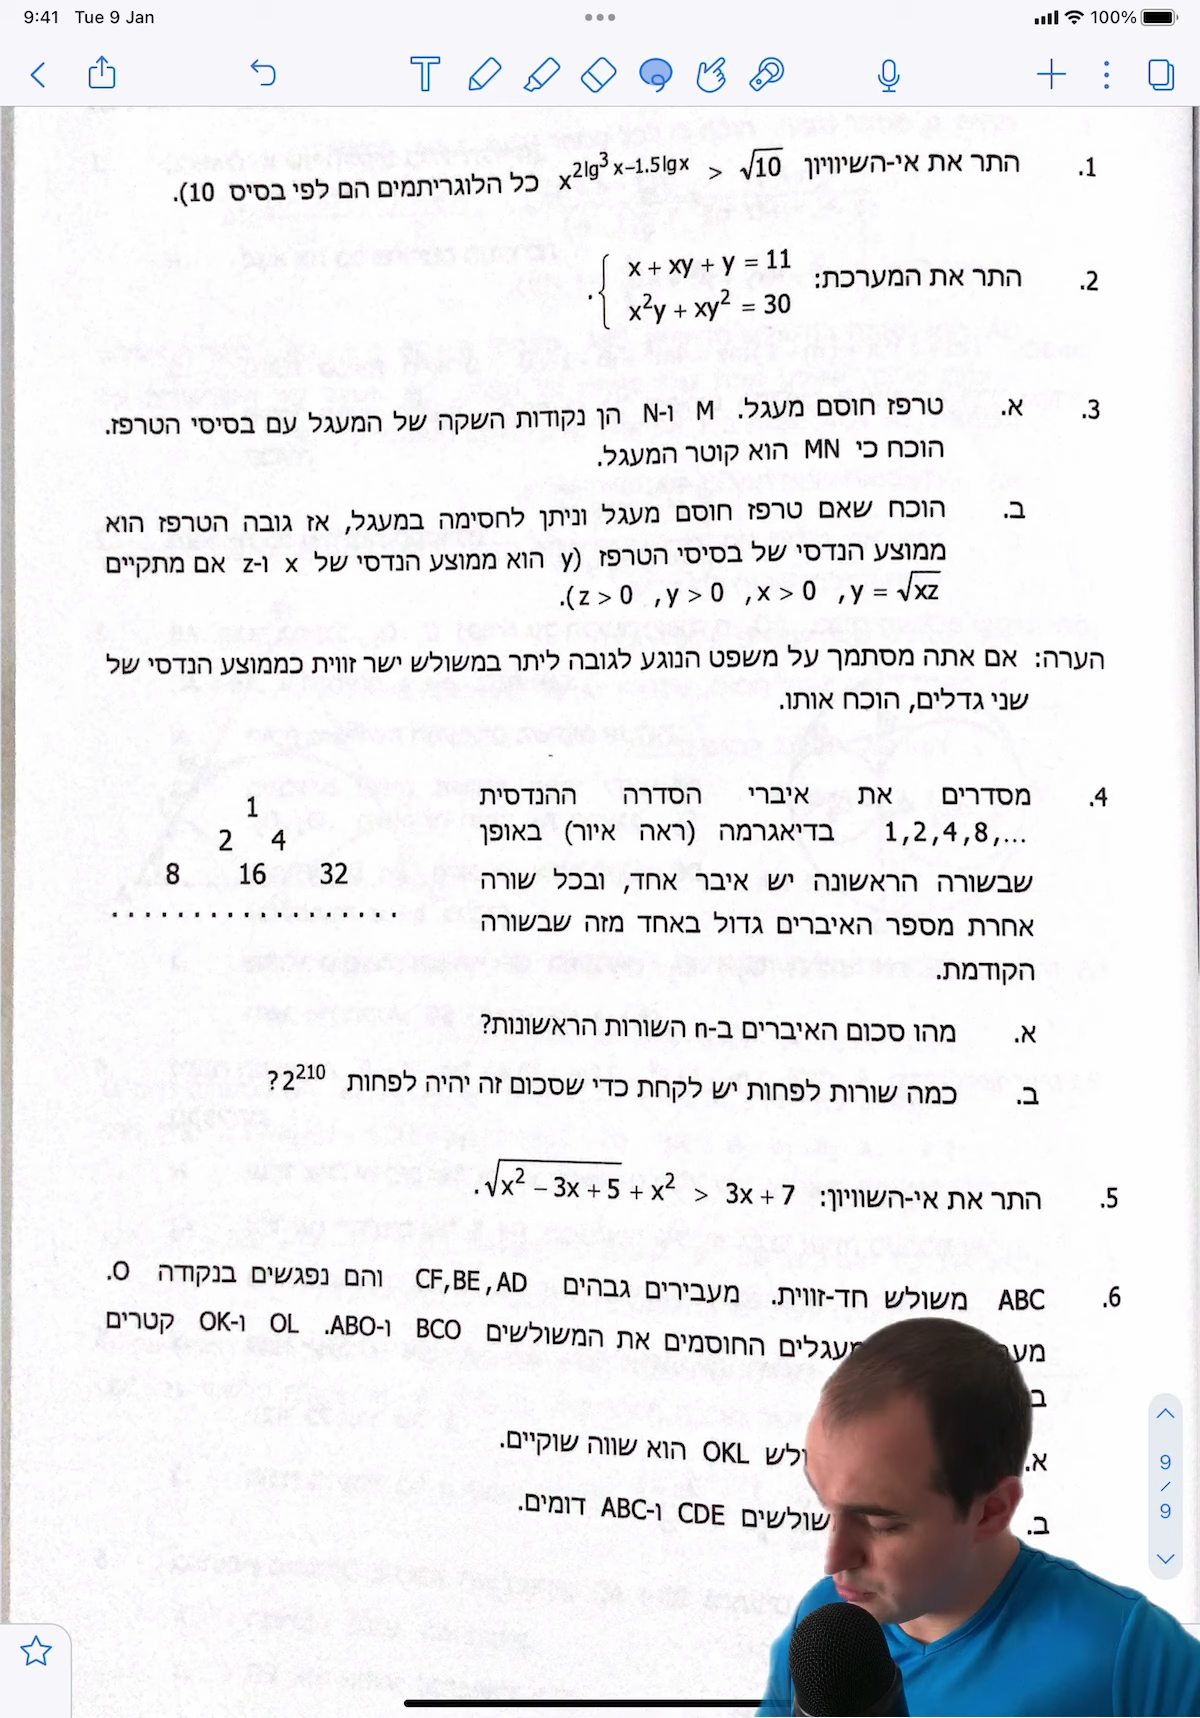 9:41 Tue 9 Jan 100%
1. התר את אי-השיוויון x^{2lg^3 x-1.5lgx} > √10
כל הלוגריתמים הם לפי בסיס 10).
2. התר את המערכת: { x + xy + y = 11
x²y + xy² = 30 .
3. א. טרפז חוסם מעגל. M ו-N הן נקודות השקה של המעגל עם בסיסי הטרפז.
הוכח כי MN הוא קוטר המעגל.
ב. הוכח שאם טרפז חוסם מעגל וניתן לחסימה במעגל, אז גובה הטרפז הוא
ממוצע הנדסי של בסיסי הטרפז (y הוא ממוצע הנדסי של x ו-z אם מתקיים
y = √xz, x > 0, y > 0, z > 0).
הערה: אם אתה מסתמך על משפט הנוגע לגובה ליתר במשולש ישר זווית כממוצע הנדסי של
שני גדלים, הוכח אותו.
4. מסדרים את איברי הסדרה ההנדסית
1,2,4,8,... בדיאגרמה (ראה איור) באופן
שבשורה הראשונה יש איבר אחד, ובכל שורה
אחרת מספר האיברים גדול באחד מזה שבשורה
הקודמת.
1
2 4
8 16 32
..................
א. מהו סכום האיברים ב-n השורות הראשונות?
ב. כמה שורות לפחות יש לקחת כדי שסכום זה יהיה לפחות 2²¹⁰?
5. התר את אי-השוויון: √(x² − 3x + 5) + x² > 3x + 7.
6. ABC משולש חד-זווית. מעבירים גבהים CF,BE,AD והם נפגשים בנקודה O.
החוסמים את המשולשים BCO ו-ABO. OL ו-OK קטרים
א. OKL הוא שווה שוקיים.
ב. CDE ו-ABC דומים.
9
/
9